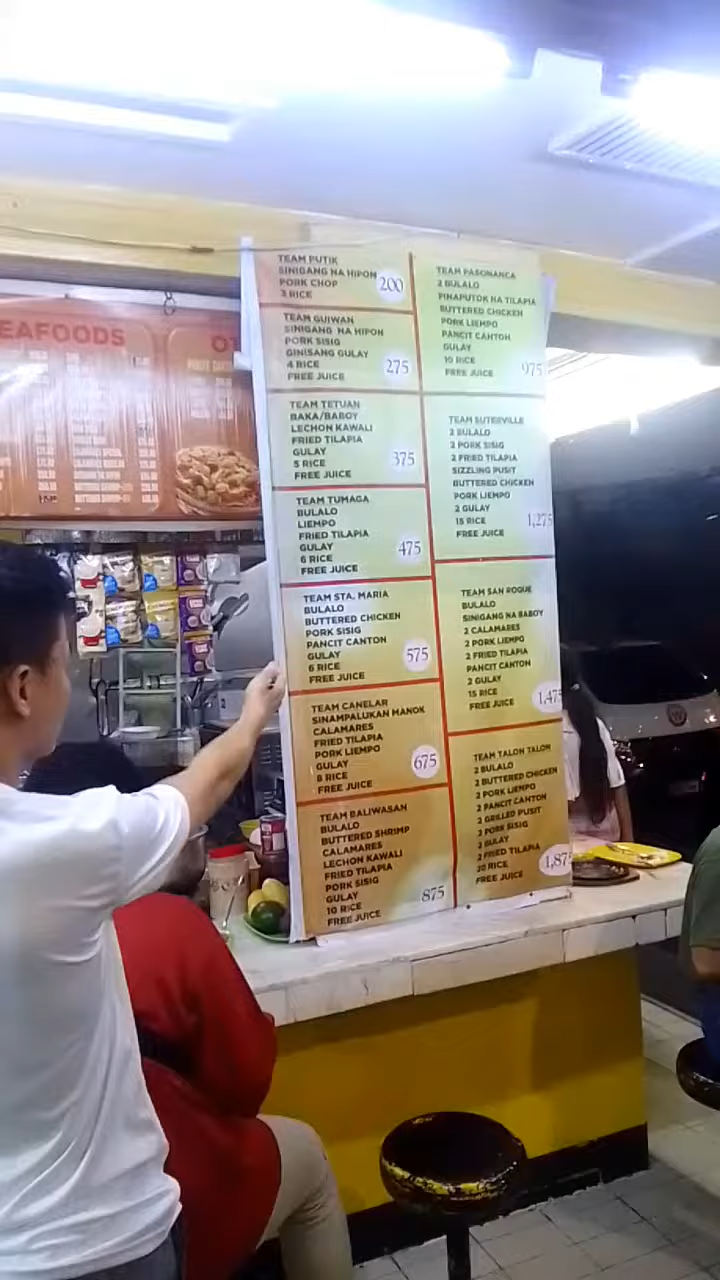 EAFOODS
TEAM PUTIK
SINIGANG NA HIPON
PORK CHOP
3 RICE
200
TEAM GUIWAN
SINIGANG NA HIPON
PORK SISIG
GINISANG GULAY
4 RICE
FREE JUICE
275
TEAM TETUAN
BAKA/BABOY
LECHON KAWALI
FRIED TILAPIA
GULAY
5 RICE
FREE JUICE
375
TEAM TUMAGA
BULALO
LIEMPO
FRIED TILAPIA
GULAY
6 RICE
FREE JUICE
475
TEAM STA. MARIA
BULALO
BUTTERED CHICKEN
PORK SISIG
PANCIT CANTON
GULAY
6 RICE
FREE JUICE
575
TEAM CANELAR
SINAMPALUKAN MANOK
CALAMARES
FRIED TILAPIA
PORK LIEMPO
GULAY
8 RICE
FREE JUICE
675
TEAM BALIWASAN
BULALO
BUTTERED SHRIMP
CALAMARES
LECHON KAWALI
FRIED TILAPIA
PORK SISIG
GULAY
10 RICE
FREE JUICE
875
TEAM PASONANCA
2 BULALO
PINAPUTOK NA TILAPIA
BUTTERED CHICKEN
PORK LIEMPO
PANCIT CANTON
GULAY
10 RICE
FREE JUICE
975
TEAM SUTERVILLE
2 BULALO
2 PORK SISIG
2 FRIED TILAPIA
SIZZLING PUSIT
BUTTERED CHICKEN
PORK LIEMPO
2 GULAY
15 RICE
FREE JUICE
1,275
TEAM SAN ROQUE
BULALO
SINIGANG NA BABOY
2 CALAMARES
2 PORK LIEMPO
2 FRIED TILAPIA
PANCIT CANTON
2 GULAY
15 RICE
FREE JUICE
1,475
TEAM TALON TALON
2 BULALO
2 BUTTERED CHICKEN
2 PORK LIEMPO
2 PANCIT CANTON
2 GRILLED PUSIT
2 PORK SISIG
2 GULAY
2 FRIED TILAPIA
20 RICE
FREE JUICE
1,875